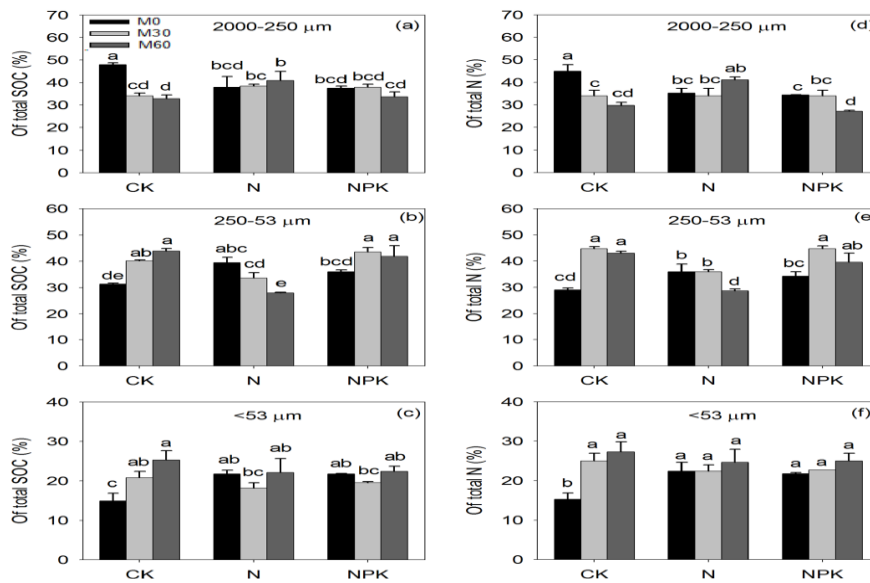 70
60
50
40
30
20
10
0
Of total SOC (%)
M0
M30
M60
2000-250 μm
(a)
a
cd
d
bcd
bc
b
bcd
bcd
cd
CK
N
NPK
70
60
50
40
30
20
10
0
Of total N (%)
2000-250 μm
(d)
a
c
c
bc
bc
ab
c
bc
d
CK
N
NPK
60
50
40
30
20
10
0
Of total SOC (%)
250-53 μm
(b)
de
ab
a
abc
cd
e
bcd
a
a
CK
N
NPK
60
50
40
30
20
10
0
Of total N (%)
250-53 μm
(e)
cd
a
a
b
b
d
bc
a
ab
CK
N
NPK
40
30
20
10
0
Of total SOC (%)
<53 μm
(c)
c
ab
a
ab
bc
ab
ab
bc
ab
CK
N
NPK
40
30
20
10
0
Of total N (%)
<53 μm
(f)
b
a
a
a
a
a
a
a
a
CK
N
NPK